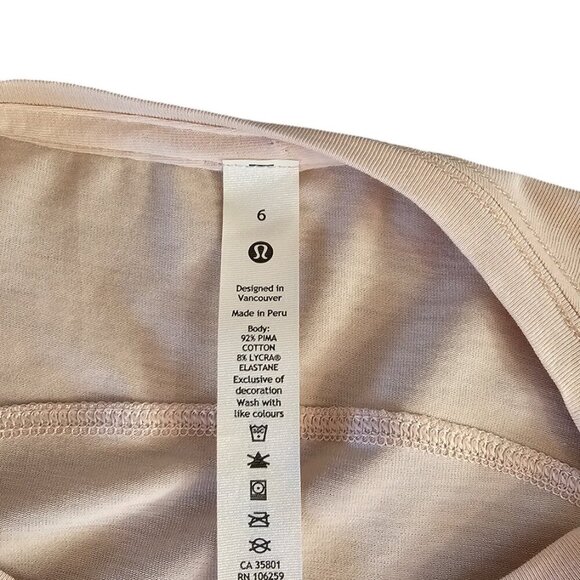 6
Designed in
Vancouver
Made in Peru
Body:
92% PIMA
COTTON
8% LYCRA®
ELASTANE
Exclusive of
decoration
Wash with
like colours
CA 35801
RN 106259